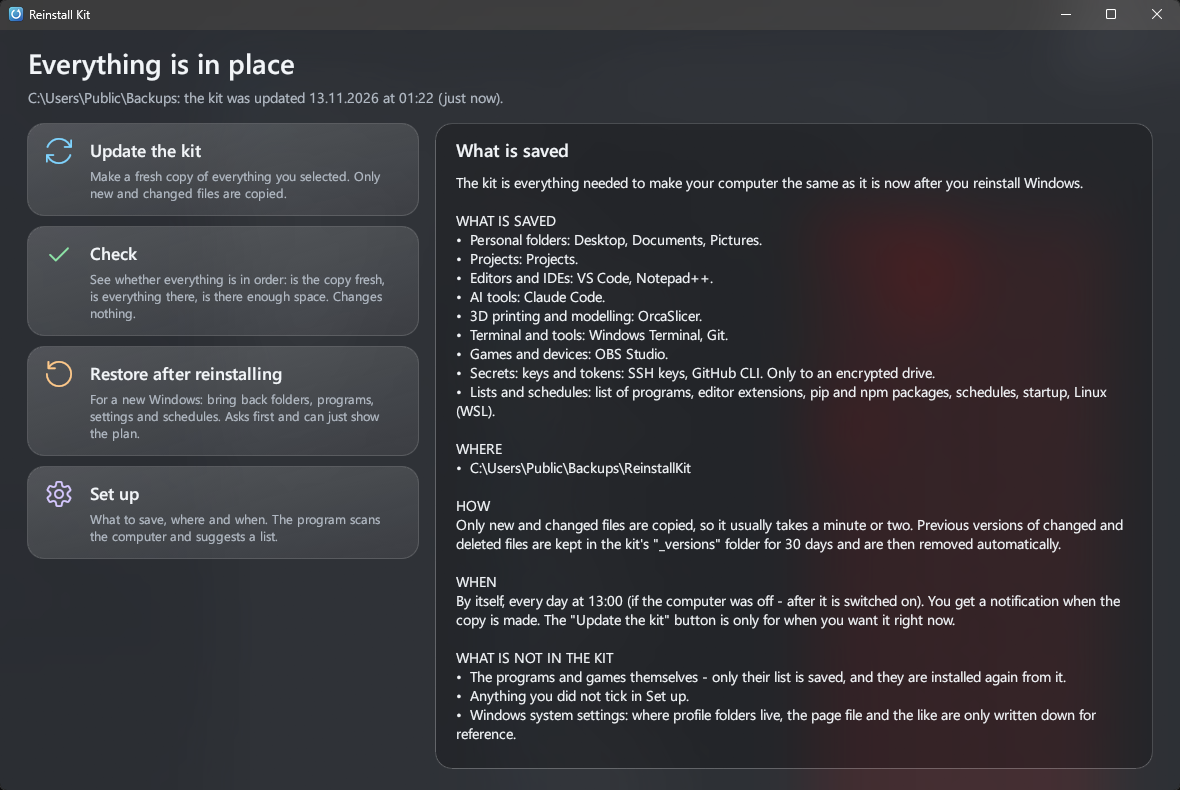 Reinstall Kit
Everything is in place
C:\Users\Public\Backups: the kit was updated 13.11.2026 at 01:22 (just now).
Update the kit
Make a fresh copy of everything you selected. Only
new and changed files are copied.
Check
See whether everything is in order: is the copy fresh,
is everything there, is there enough space. Changes
nothing.
Restore after reinstalling
For a new Windows: bring back folders, programs,
settings and schedules. Asks first and can just show
the plan.
Set up
What to save, where and when. The program scans
the computer and suggests a list.
What is saved
The kit is everything needed to make your computer the same as it is now after you reinstall Windows.
WHAT IS SAVED
• Personal folders: Desktop, Documents, Pictures.
• Projects: Projects.
• Editors and IDEs: VS Code, Notepad++.
• AI tools: Claude Code.
• 3D printing and modelling: OrcaSlicer.
• Terminal and tools: Windows Terminal, Git.
• Games and devices: OBS Studio.
• Secrets: keys and tokens: SSH keys, GitHub CLI. Only to an encrypted drive.
• Lists and schedules: list of programs, editor extensions, pip and npm packages, schedules, startup, Linux
(WSL).
WHERE
• C:\Users\Public\Backups\ReinstallKit
HOW
Only new and changed files are copied, so it usually takes a minute or two. Previous versions of changed and
deleted files are kept in the kit's "_versions" folder for 30 days and are then removed automatically.
WHEN
By itself, every day at 13:00 (if the computer was off - after it is switched on). You get a notification when the
copy is made. The "Update the kit" button is only for when you want it right now.
WHAT IS NOT IN THE KIT
• The programs and games themselves - only their list is saved, and they are installed again from it.
• Anything you did not tick in Set up.
• Windows system settings: where profile folders live, the page file and the like are only written down for
reference.